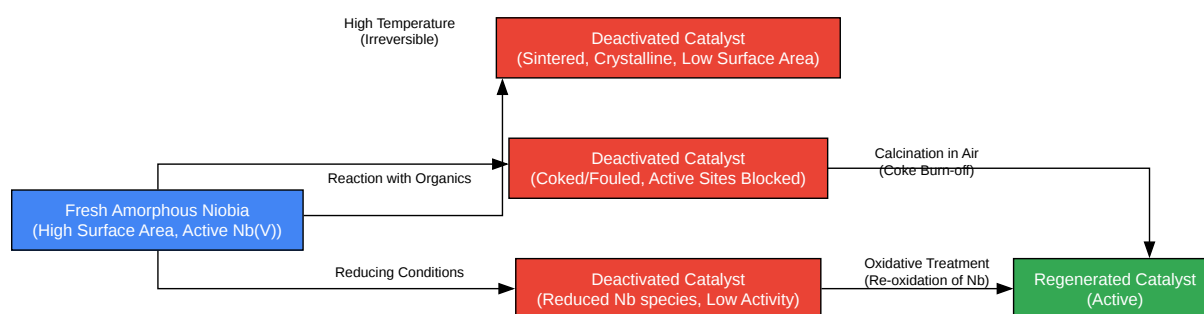 High Temperature
(Irreversible)
Deactivated Catalyst
(Sintered, Crystalline, Low Surface Area)
Deactivated Catalyst
(Coked/Fouled, Active Sites Blocked)
Calcination in Air
(Coke Burn-off)
Reaction with Organics
Fresh Amorphous Niobia
(High Surface Area, Active Nb(V))
Reducing Conditions
Deactivated Catalyst
(Reduced Nb species, Low Activity)
Oxidative Treatment
(Re-oxidation of Nb)
Regenerated Catalyst
(Active)